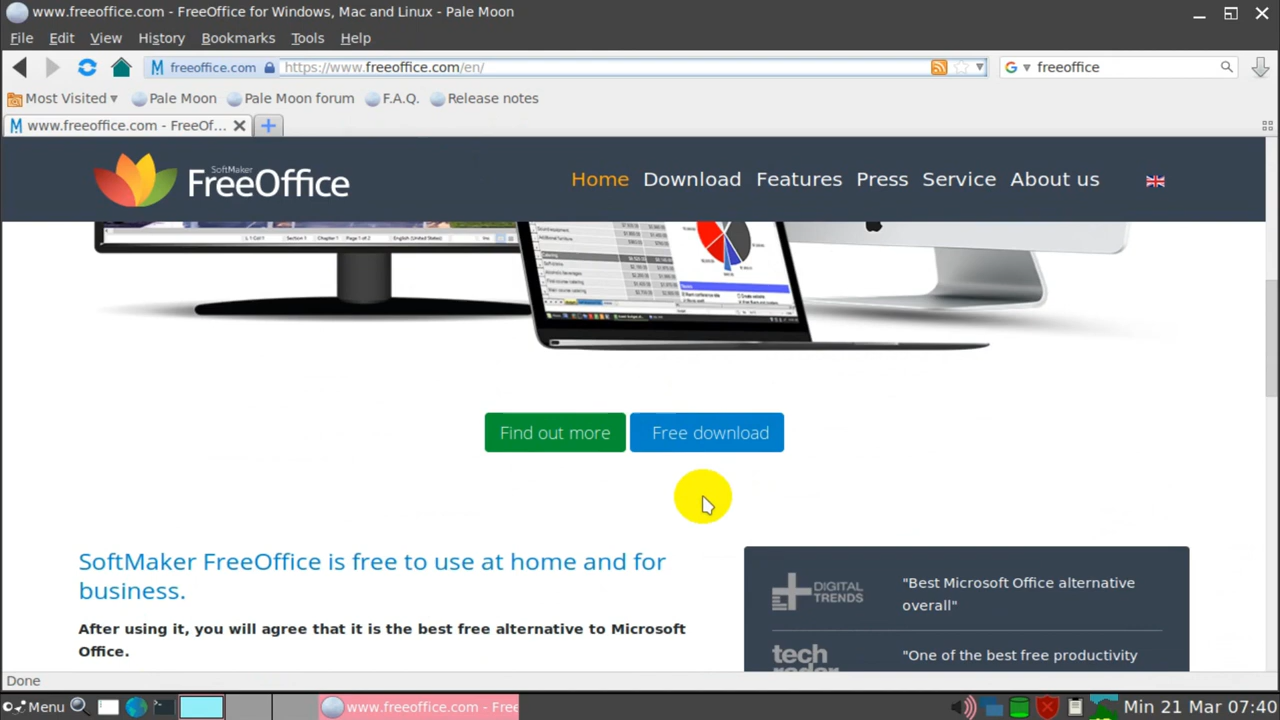 www.freeoffice.com - FreeOffice for Windows, Mac and Linux - Pale Moon
File Edit View History Bookmarks Tools Help
freeoffice.com https://www.freeoffice.com/en/ freeoffice
Most Visited Pale Moon Pale Moon forum F.A.Q. Release notes
www.freeoffice.com - FreeOf...
SoftMaker
FreeOffice
Home Download Features Press Service About us
Find out more Free download
SoftMaker FreeOffice is free to use at home and for
business.
After using it, you will agree that it is the best free alternative to Microsoft
Office.
DIGITAL
TRENDS
"Best Microsoft Office alternative
overall"
tech
radar
"One of the best free productivity
Done
Menu www.freeoffice.com - Free Min 21 Mar 07:40